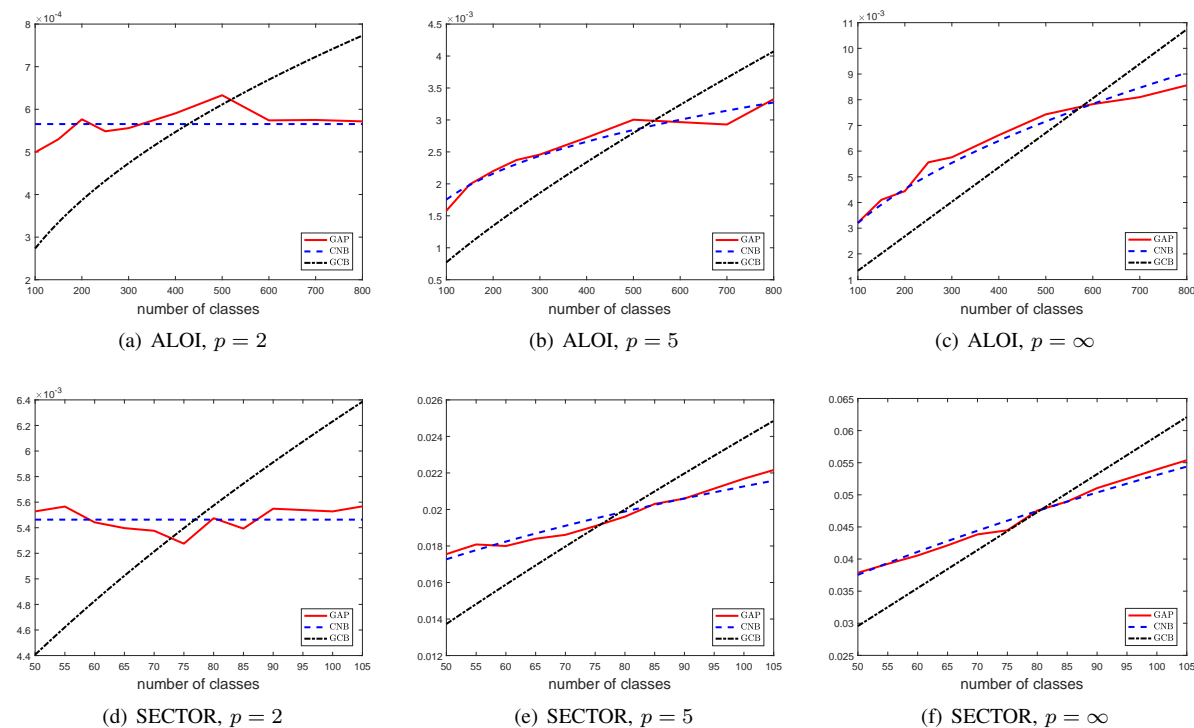 ×10⁻⁴
8
7
6
5
4
3
2
100 200 300 400 500 600 700 800
number of classes
GAP
CNB
GCB
(a) ALOI, p = 2
×10⁻³
4.5
4
3.5
3
2.5
2
1.5
1
0.5
100 200 300 400 500 600 700 800
number of classes
GAP
CNB
GCB
(b) ALOI, p = 5
×10⁻³
11
10
9
8
7
6
5
4
3
2
1
100 200 300 400 500 600 700 800
number of classes
GAP
CNB
GCB
(c) ALOI, p = ∞
×10⁻³
6.4
6.2
6
5.8
5.6
5.4
5.2
5
4.8
4.6
4.4
50 55 60 65 70 75 80 85 90 95 100 105
number of classes
GAP
CNB
GCB
(d) SECTOR, p = 2
0.026
0.024
0.022
0.02
0.018
0.016
0.014
0.012
50 55 60 65 70 75 80 85 90 95 100 105
number of classes
GAP
CNB
GCB
(e) SECTOR, p = 5
0.065
0.06
0.055
0.05
0.045
0.04
0.035
0.03
0.025
50 55 60 65 70 75 80 85 90 95 100 105
number of classes
GAP
CNB
GCB
(f) SECTOR, p = ∞